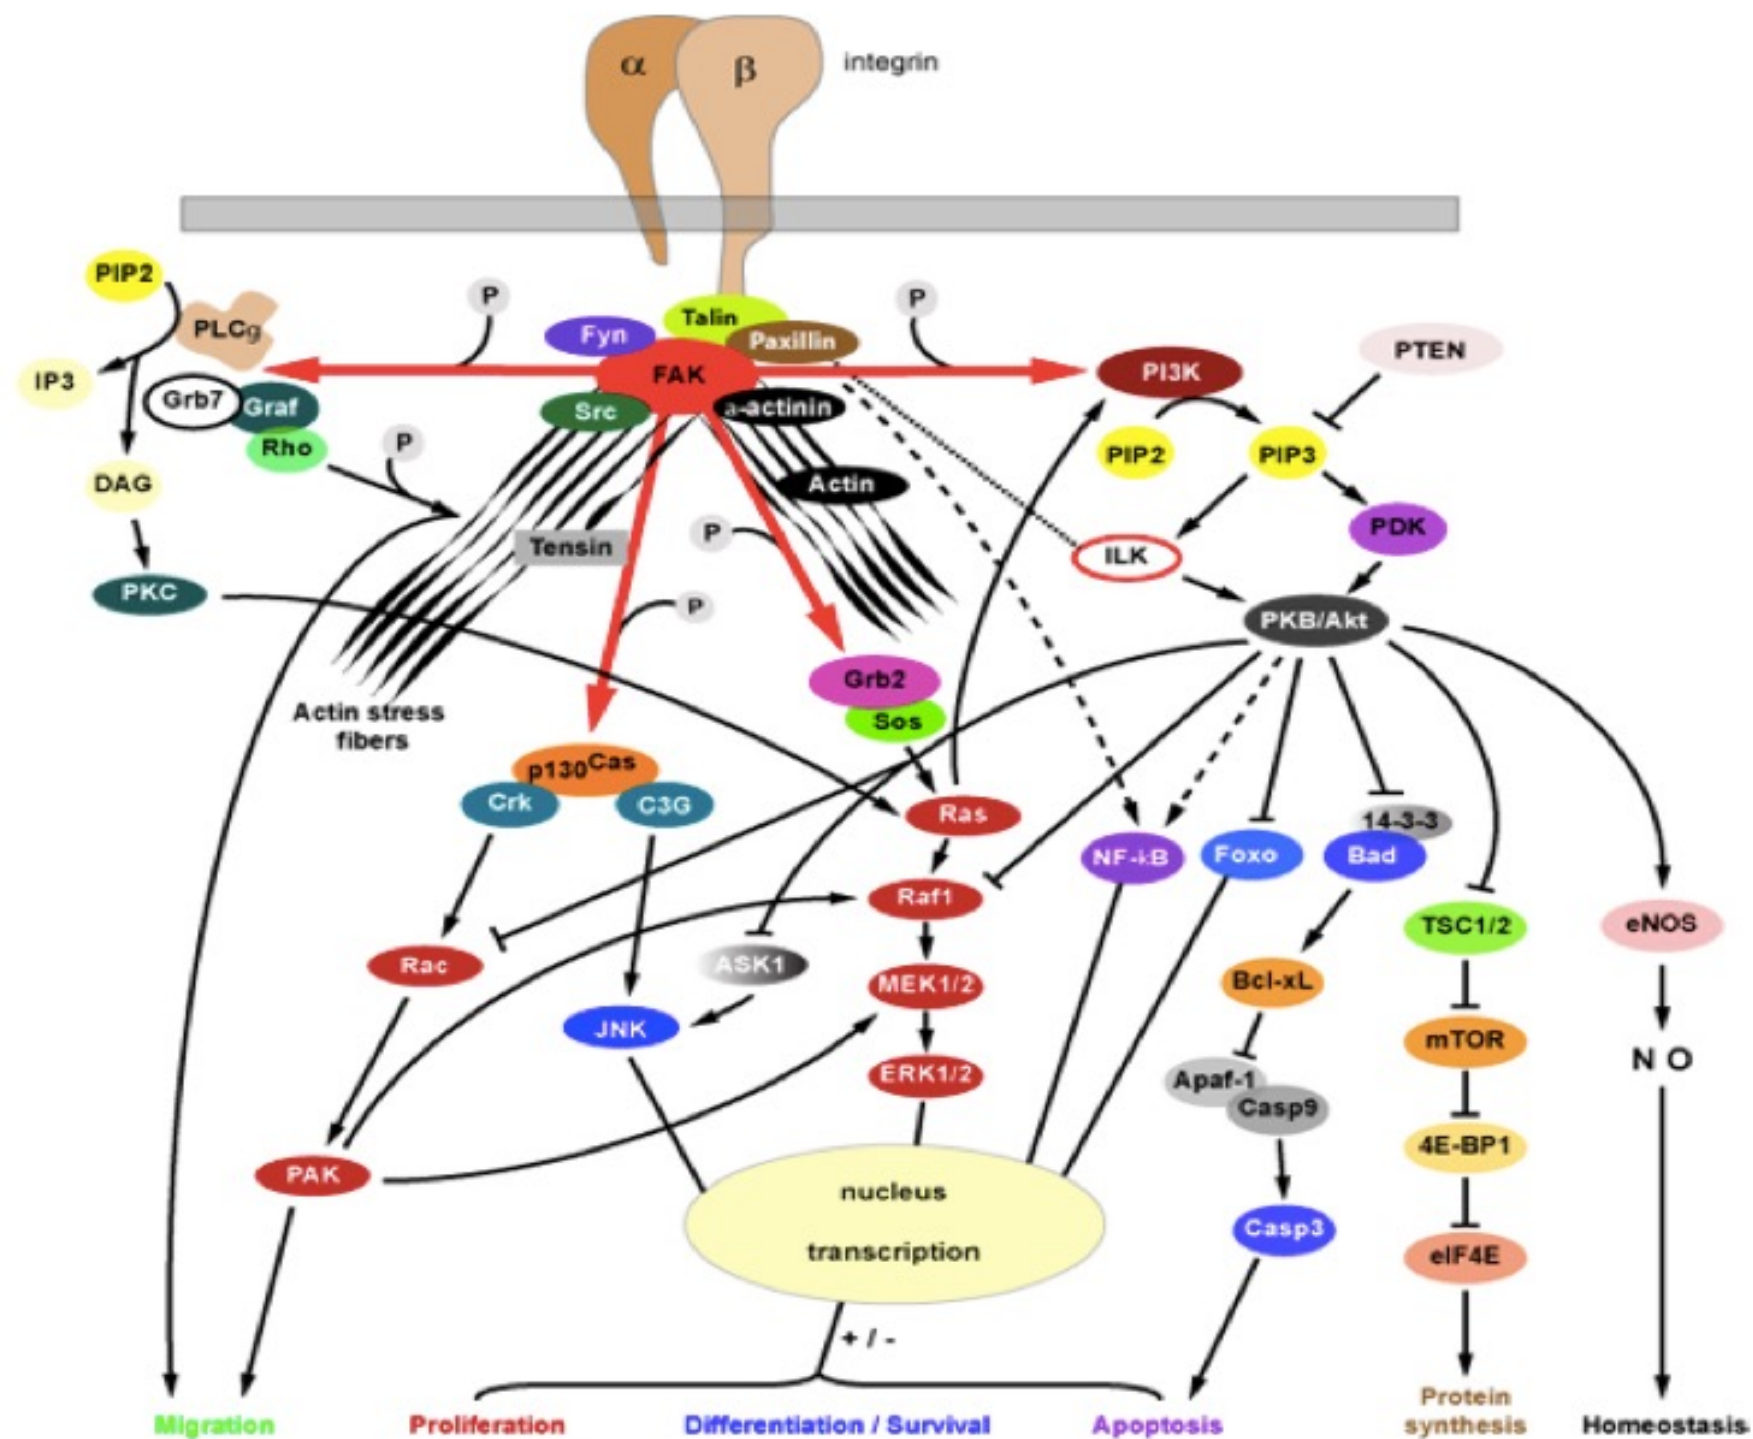 α
β
integrin
PIP2
P
P
PLCg
Fyn
Talin
Paxillin
PTEN
IP3
FAK
PI3K
Grb7
Graf
Src
a-actinin
Rho
P
PIP2
PIP3
DAG
Actin
P
PDK
Tensin
ILK
PKC
P
PKB/Akt
Grb2
Actin stress
fibers
Sos
p130Cas
Crk
C3G
Ras
14-3-3
NF-kB
Foxo
Bad
Raf1
TSC1/2
eNOS
Rac
ASK1
MEK1/2
Bcl-xL
JNK
mTOR
N O
ERK1/2
Apaf-1
Casp9
4E-BP1
PAK
nucleus
transcription
Casp3
eIF4E
+ / -
Migration
Proliferation
Differentiation / Survival
Apoptosis
Protein
synthesis
Homeostasis